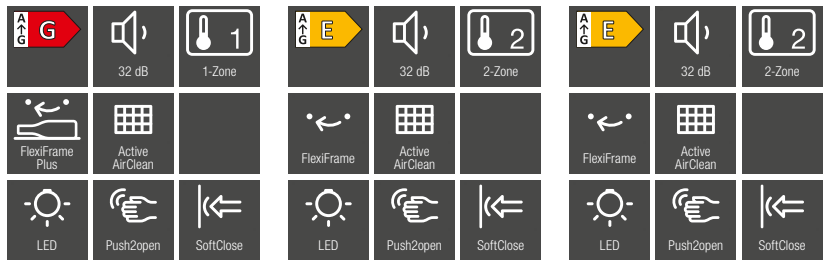 A
↑
G
G
32 dB
1
1-Zone
A
↑
G
E
32 dB
2
2-Zone
A
↑
G
E
32 dB
2
2-Zone
FlexiFrame
Plus
Active
AirClean
FlexiFrame
Active
AirClean
FlexiFrame
Active
AirClean
LED
Push2open
SoftClose
LED
Push2open
SoftClose
LED
Push2open
SoftClose